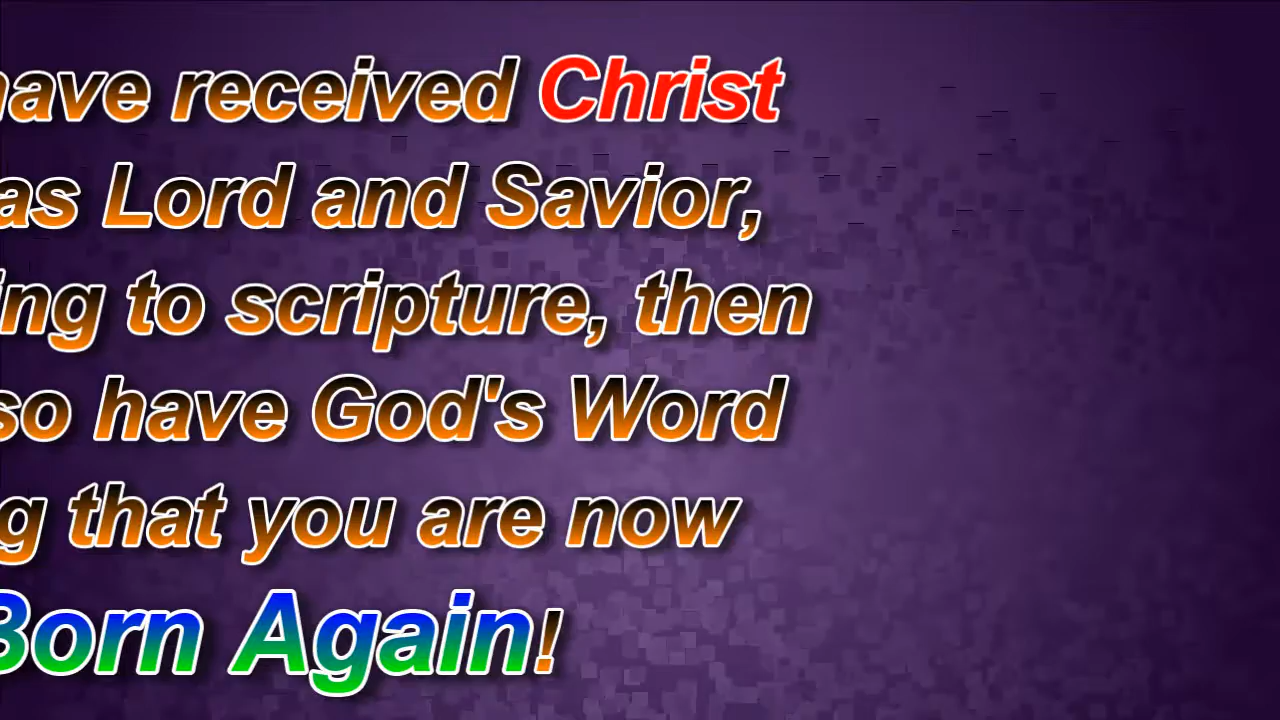 have received Christ
as Lord and Savior,
ing to scripture, then
so have God's Word
g that you are now
Born Again!